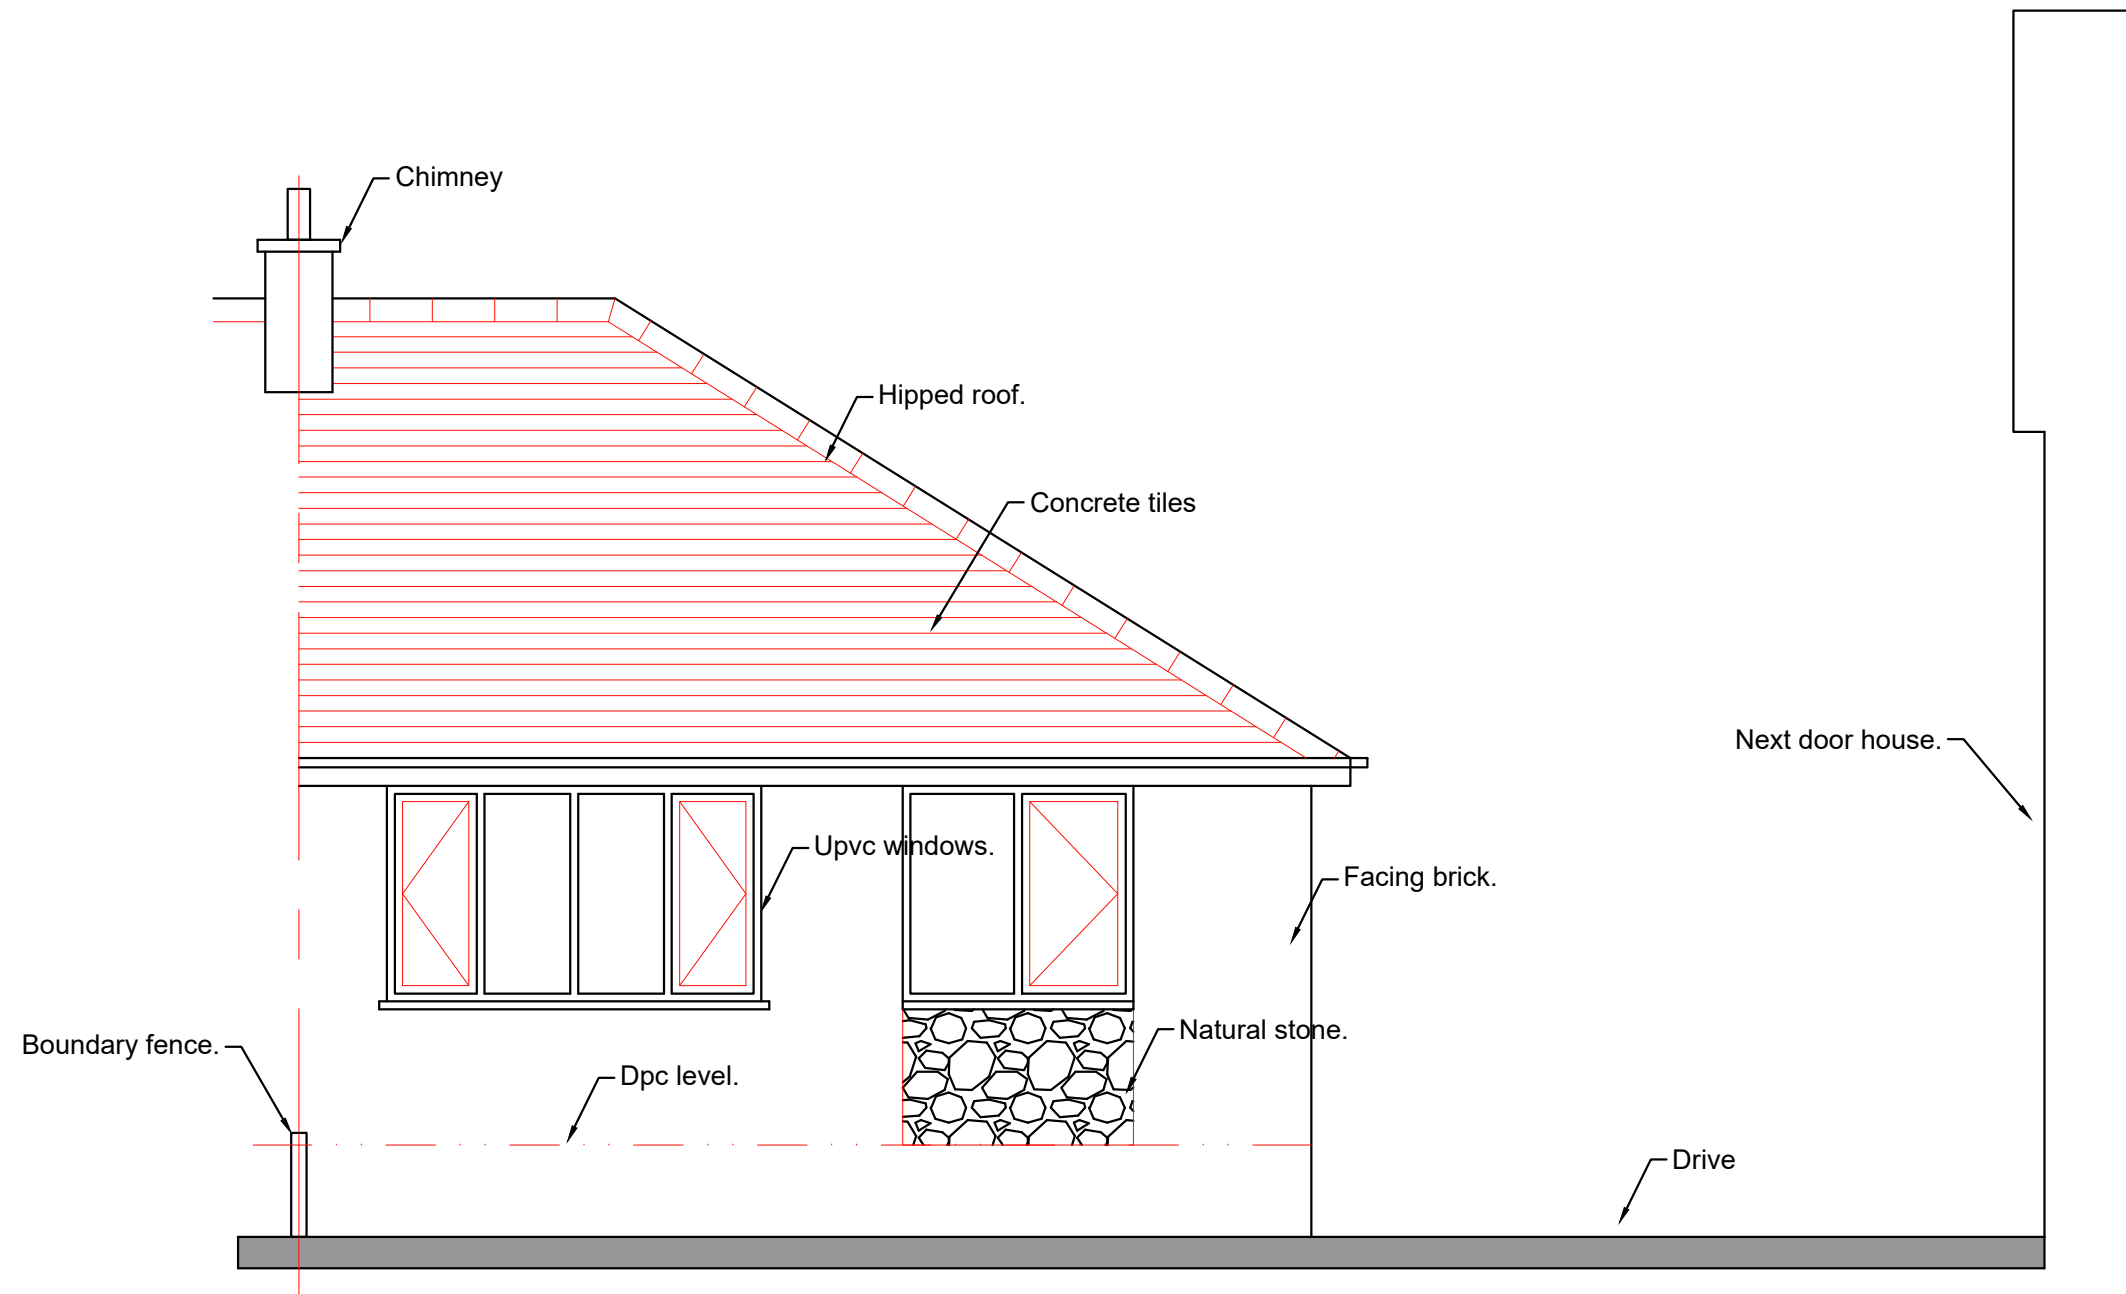 Chimney
Hipped roof.
Concrete tiles
Next door house.
Upvc windows.
Facing brick.
Natural stone.
Boundary fence.
Dpc level.
Drive